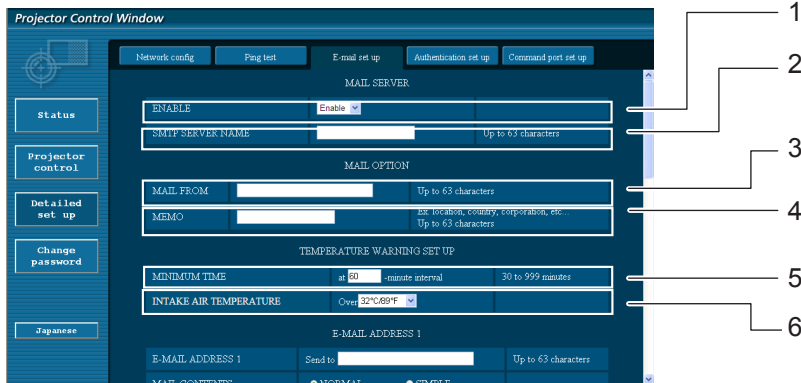 Projector Control Window
Network config Ping test E-mail set up Authentication set up Command port set up
MAIL SERVER
Status
ENABLE Enable
SMTP SERVER NAME Up to 63 characters
MAIL OPTION
Projector control
MAIL FROM Up to 63 characters
Detailed set up
MEMO Ex. location, country, corporation, etc...
Up to 63 characters
Change password
TEMPERATURE WARNING SET UP
MINIMUM TIME at 60 -minute interval 30 to 999 minutes
INTAKE AIR TEMPERATURE Over 32°C/89°F
Japanese
E-MAIL ADDRESS 1
E-MAIL ADDRESS 1 Send to Up to 63 characters
MAIL CONTENTS NORMAL SIMPLE
1
2
3
4
5
6